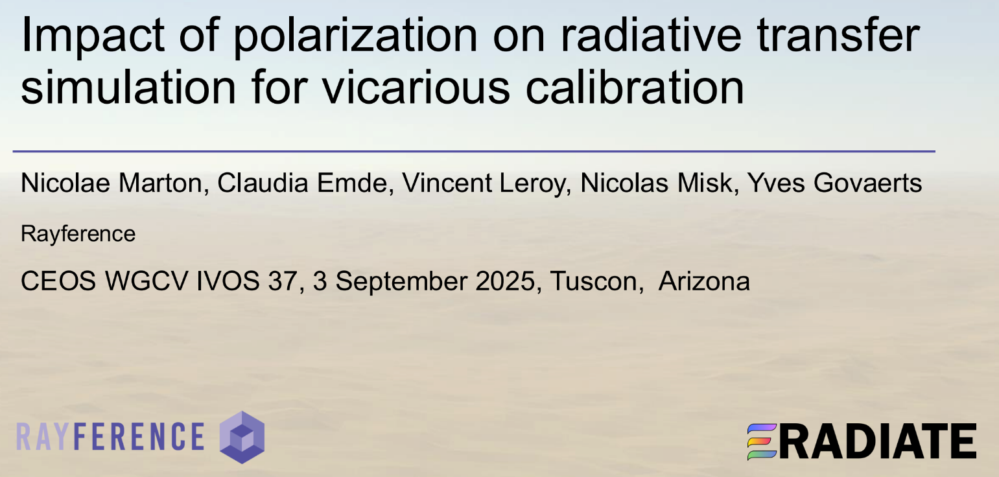 Impact of polarization on radiative transfer
simulation for vicarious calibration
Nicolae Marton, Claudia Emde, Vincent Leroy, Nicolas Misk, Yves Govaerts
Rayference
CEOS WGCV IVOS 37, 3 September 2025, Tuscon, Arizona
RAYFERENCE
ERADIATE